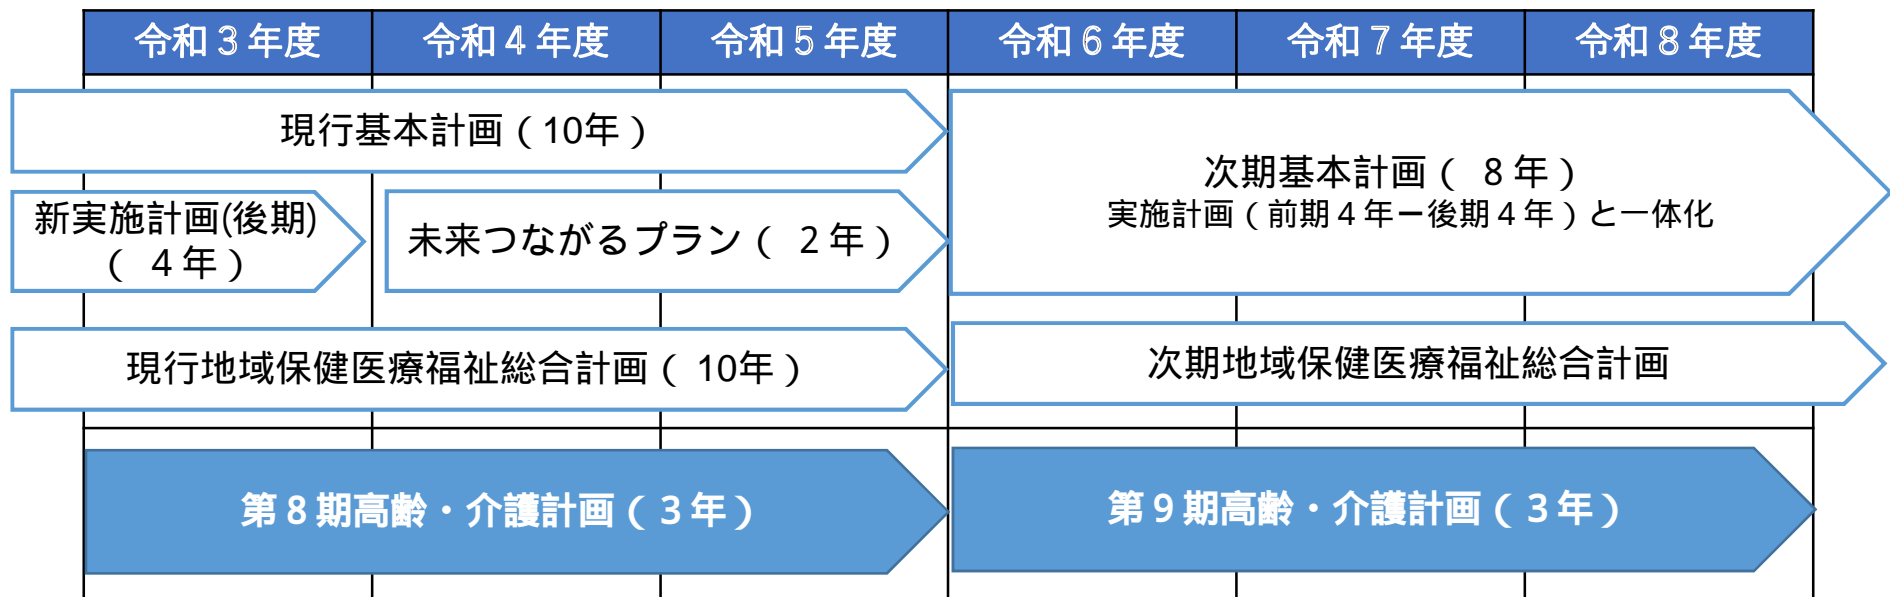 令和３年度
令和４年度
令和５年度
令和６年度
令和７年度
令和８年度
現行基本計画（10年）
次期基本計画（ ８年）
実施計画（前期４年ー後期４年）と一体化
新実施計画(後期)
（ ４年）
未来つながるプラン（ ２年）
現行地域保健医療福祉総合計画（ 10年）
次期地域保健医療福祉総合計画
第８期高齢・介護計画（３年）
第９期高齢・介護計画（３年）